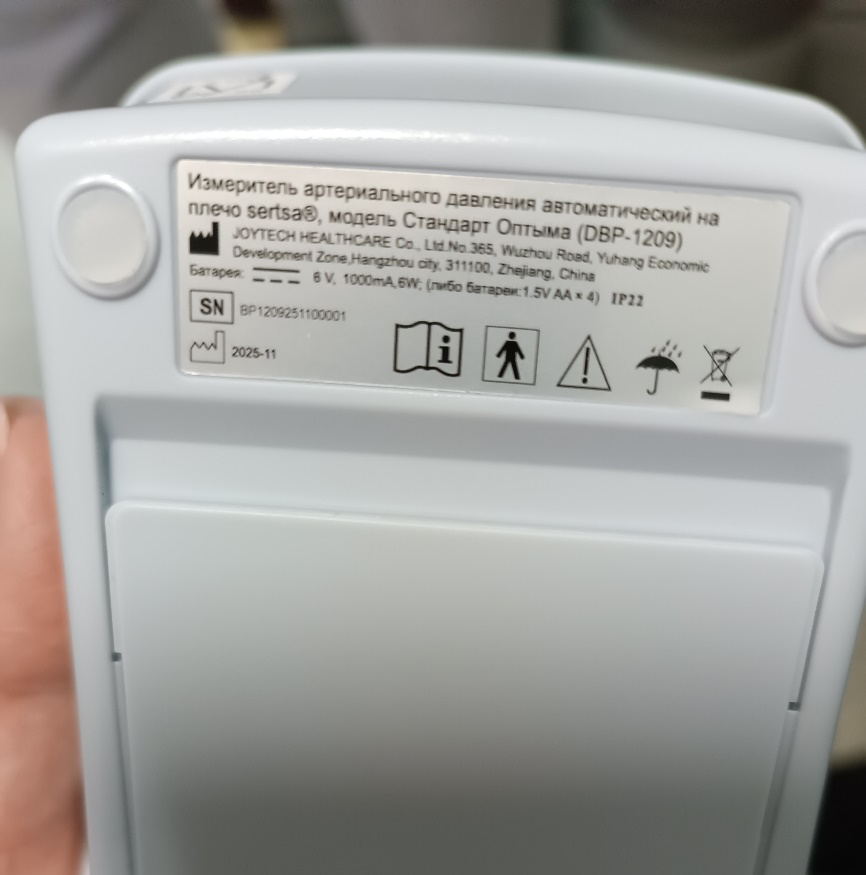 Измеритель артериального давления автоматический на
плечо sertsa®, модель Стандарт Оптыма (DBP-1209)
JOYTECH HEALTHCARE Co., Ltd.No.365, Wuzhou Road, Yuhang Economic
Development Zone,Hangzhou city, 311100, Zhejiang, China
Батарея: 6 V, 1000mA,6W; (либо батареи:1.5V AA × 4) IP22
SN BP1209251100001
2025-11